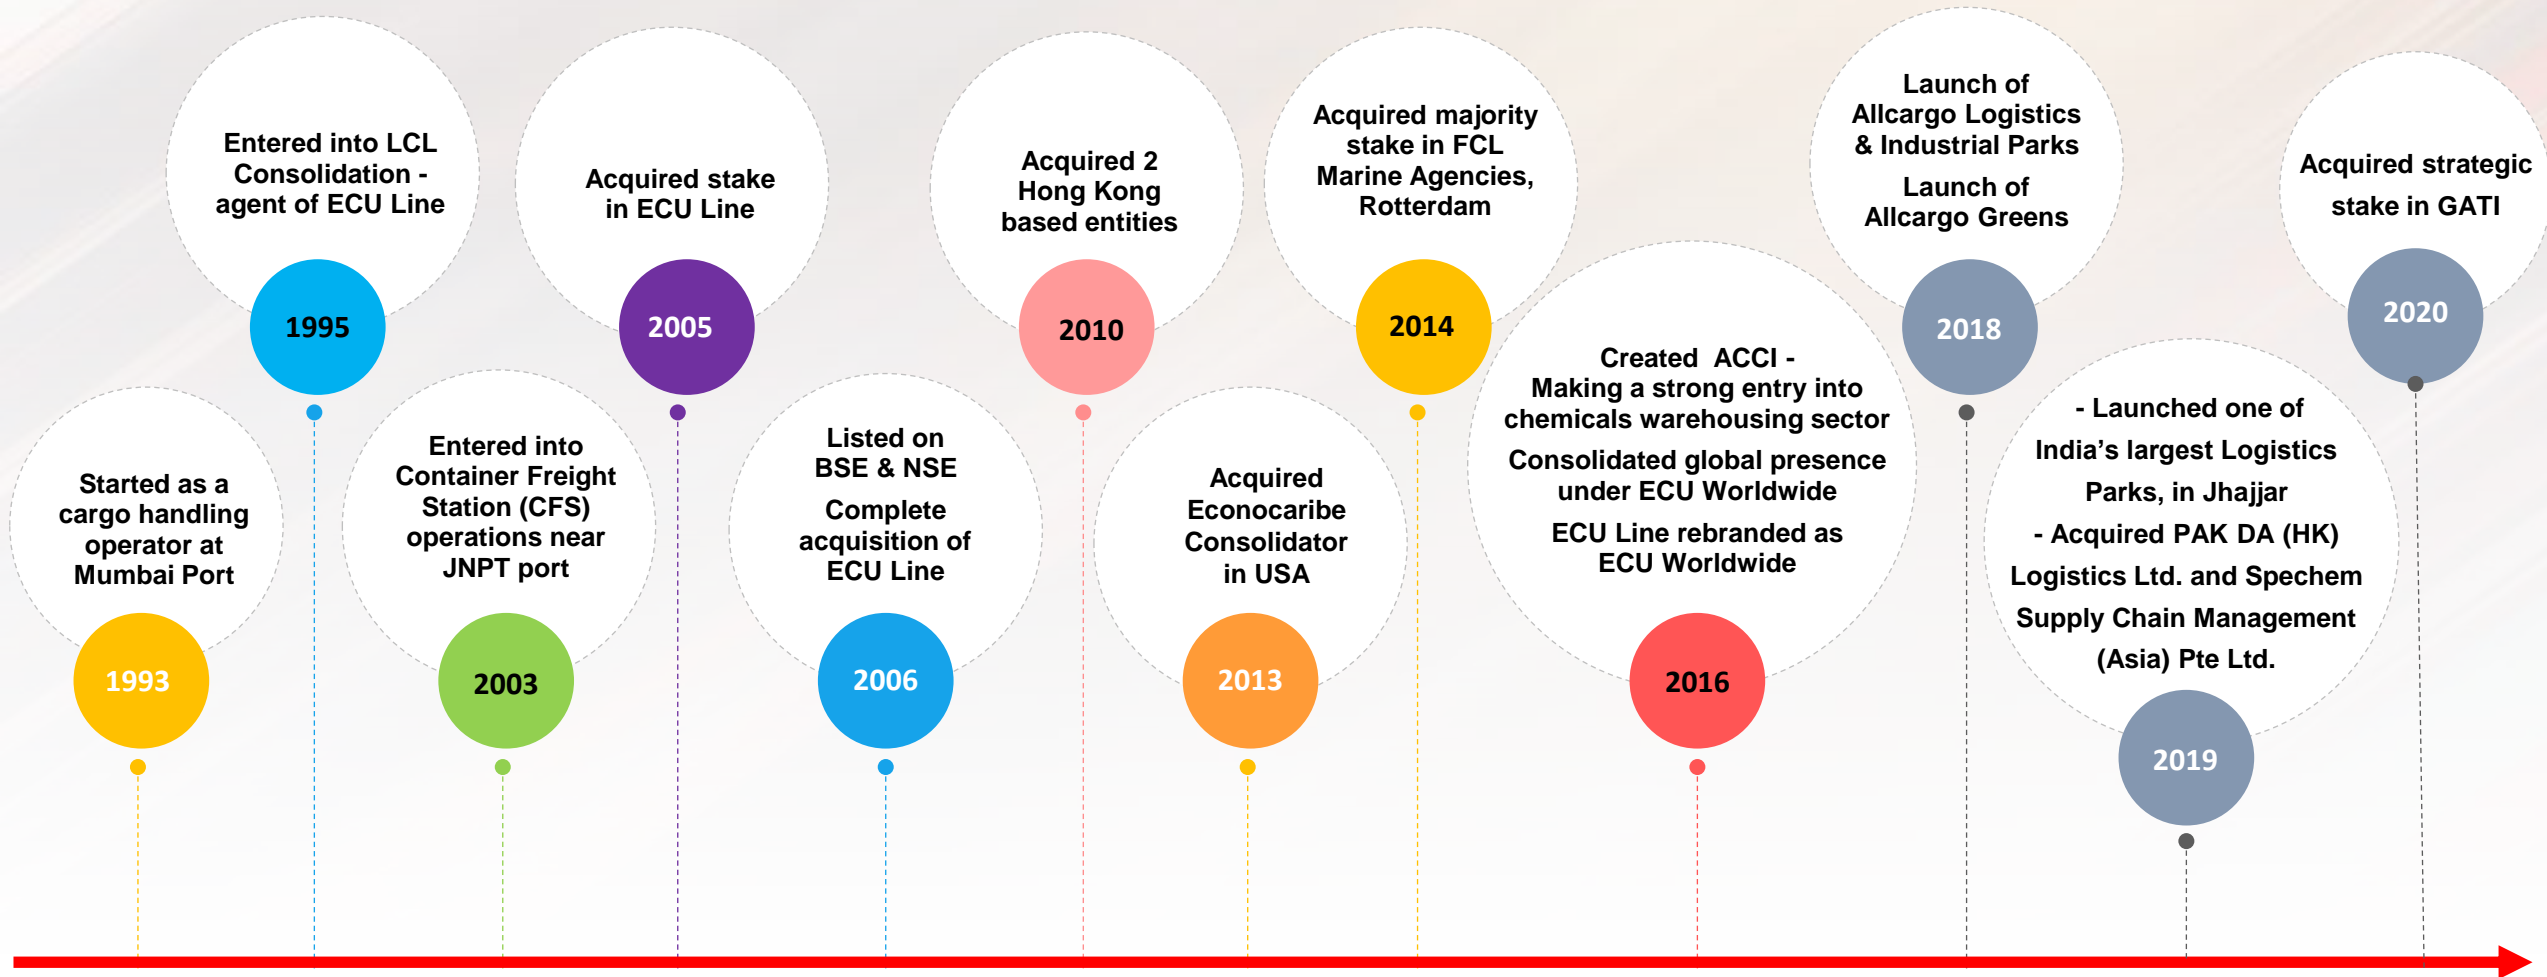 Started as a
cargo handling
operator at
Mumbai Port
1993
Entered into LCL
Consolidation -
agent of ECU Line
1995
Entered into
Container Freight
Station (CFS)
operations near
JNPT port
2003
Acquired stake
in ECU Line
2005
Listed on
BSE & NSE
Complete
acquisition of
ECU Line
2006
Acquired 2
Hong Kong
based entities
2010
Acquired
Econocaribe
Consolidator
in USA
2013
Acquired majority
stake in FCL
Marine Agencies,
Rotterdam
2014
Created  ACCI -
Making a strong entry into
chemicals warehousing sector
Consolidated global presence
under ECU Worldwide
ECU Line rebranded as
ECU Worldwide
2016
Launch of
Allcargo Logistics
& Industrial Parks
Launch of
Allcargo Greens
2018
- Launched one of
India’s largest Logistics
Parks, in Jhajjar
- Acquired PAK DA (HK)
Logistics Ltd. and Spechem
Supply Chain Management
(Asia) Pte Ltd.
2019
Acquired strategic
stake in GATI
2020